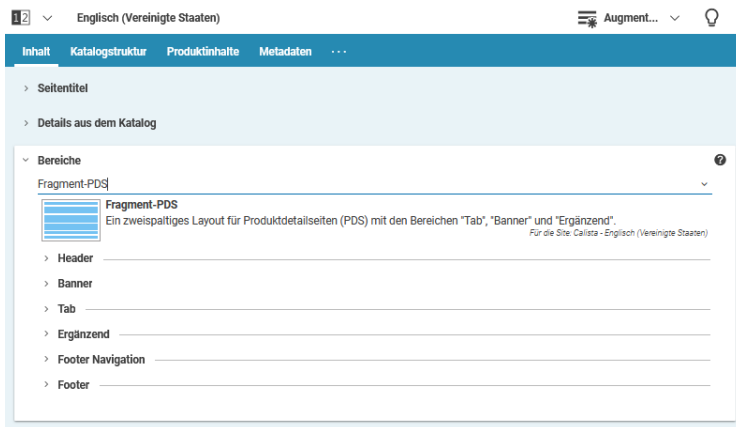 12 Englisch (Vereinigte Staaten) Augment...
Inhalt Katalogstruktur Produktinhalte Metadaten ...
Seitentitel
Details aus dem Katalog
Bereiche
Fragment-PDS
Fragment-PDS
Ein zweispaltiges Layout für Produktdetailseiten (PDS) mit den Bereichen "Tab", "Banner" und "Ergänzend".
Für die Site: Calista - Englisch (Vereinigte Staaten)
Header
Banner
Tab
Ergänzend
Footer Navigation
Footer